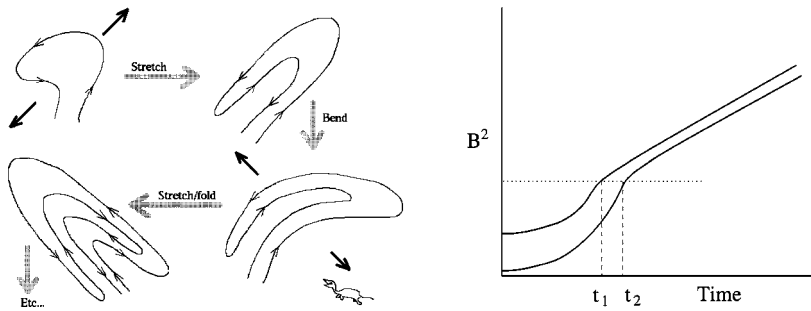 Stretch
Bend
Stretch/fold
Etc...
B²
t₁
t₂
Time